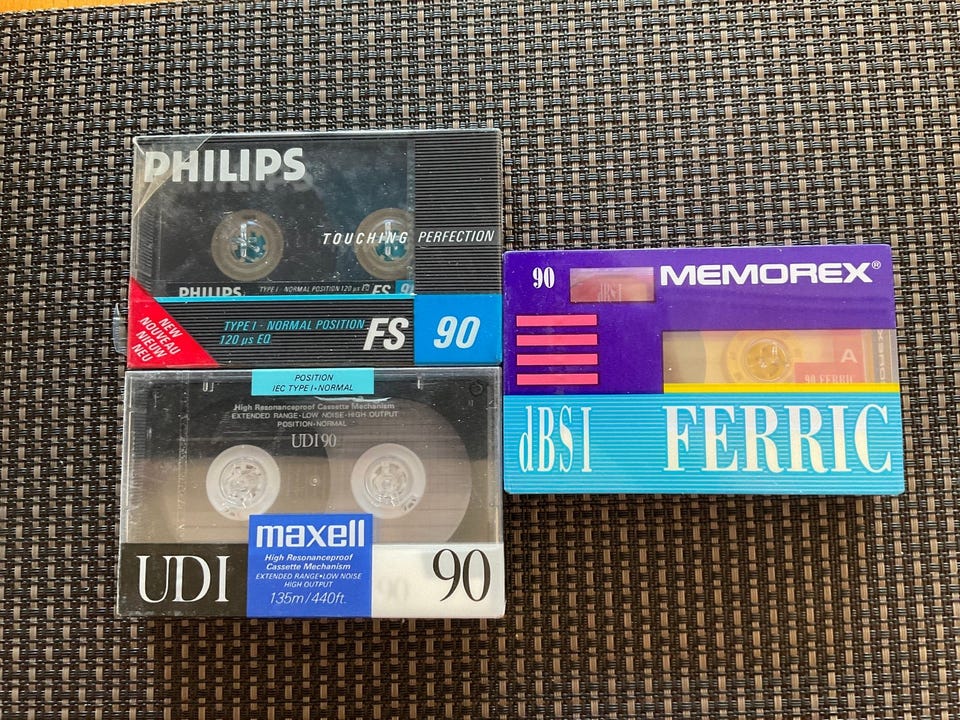 PHILIPS
TOUCHING PERFECTION
PHILIPS
TYPE I - NORMAL POSITION 120 µs EQ
FS 90
NEW
NOUVEAU
NIEUW
NEU
TYPE I - NORMAL POSITION
120 µs EQ
FS
90
POSITION
IEC TYPE I • NORMAL
High Resonanceproof Cassette Mechanism
EXTENDED RANGE • LOW NOISE • HIGH OUTPUT
POSITION • NORMAL
UDI 90
maxell
High Resonanceproof
Cassette Mechanism
EXTENDED RANGE • LOW NOISE
HIGH OUTPUT
135m/440ft.
UDI
90
90
MEMOREX®
A
90 FERRIC
dBSI
FERRIC